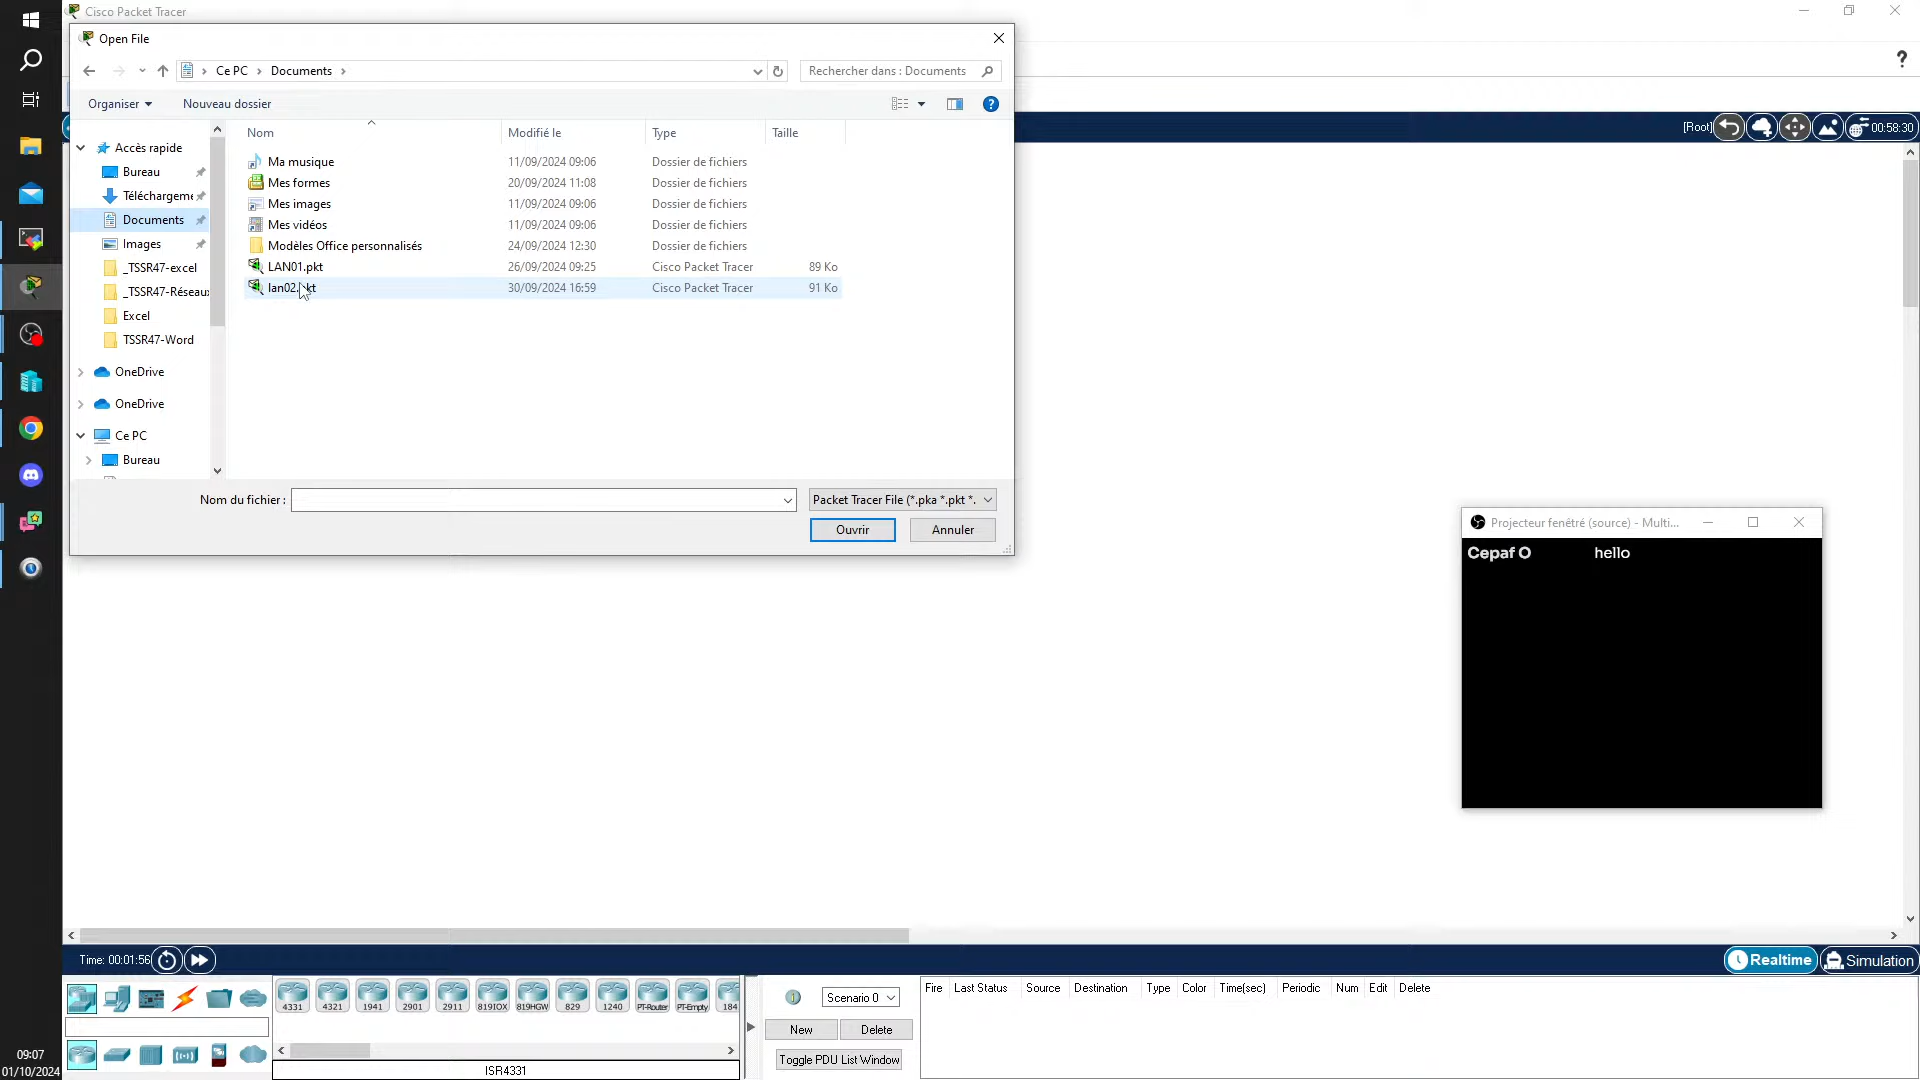 Cisco Packet Tracer
Open File
Ce PC > Documents >
Rechercher dans : Documents
Organiser
Nouveau dossier
?
?
[Root]
00:58:30
Nom
Modifié le
Type
Taille
Accès rapide
Bureau
Téléchargeme
Documents
Images
_TSSR47-excel
_TSSR47-Réseau
Excel
TSSR47-Word
OneDrive
OneDrive
Ce PC
Bureau
Ma musique 11/09/2024 09:06 Dossier de fichiers
Mes formes 20/09/2024 11:08 Dossier de fichiers
Mes images 11/09/2024 09:06 Dossier de fichiers
Mes vidéos 11/09/2024 09:06 Dossier de fichiers
Modèles Office personnalisés 24/09/2024 12:30 Dossier de fichiers
LAN01.pkt 26/09/2024 09:25 Cisco Packet Tracer 89 Ko
lan02.pkt 30/09/2024 16:59 Cisco Packet Tracer 91 Ko
Nom du fichier :
Packet Tracer File (*.pka *.pkt *.
Ouvrir
Annuler
Projecteur fenêtré (source) - Multi...
Cepaf O hello
Time: 00:01:56
Realtime
Simulation
4331 4321 1941 2901 2911 819IOX 819HGW 829 1240 PT-Router PT-Empty 184
ISR4331
Scenario 0
New
Delete
Toggle PDU List Window
Fire Last Status Source Destination Type Color Time(sec) Periodic Num Edit Delete
09:07
01/10/2024